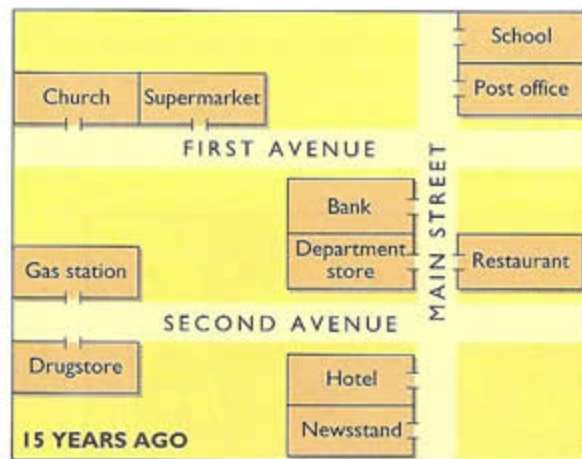 School
Post office
Church
Supermarket
FIRST AVENUE
MAIN STREET
Bank
Department
store
Restaurant
Gas station
SECOND AVENUE
Drugstore
Hotel
Newsstand
15 YEARS AGO